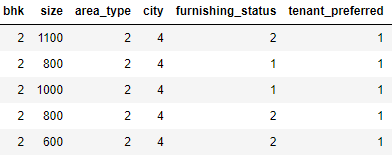 bhk size area_type city furnishing_status tenant_preferred
2 1100 2 4 2 1
2 800 2 4 1 1
2 1000 2 4 1 1
2 800 2 4 2 1
2 600 2 4 2 1